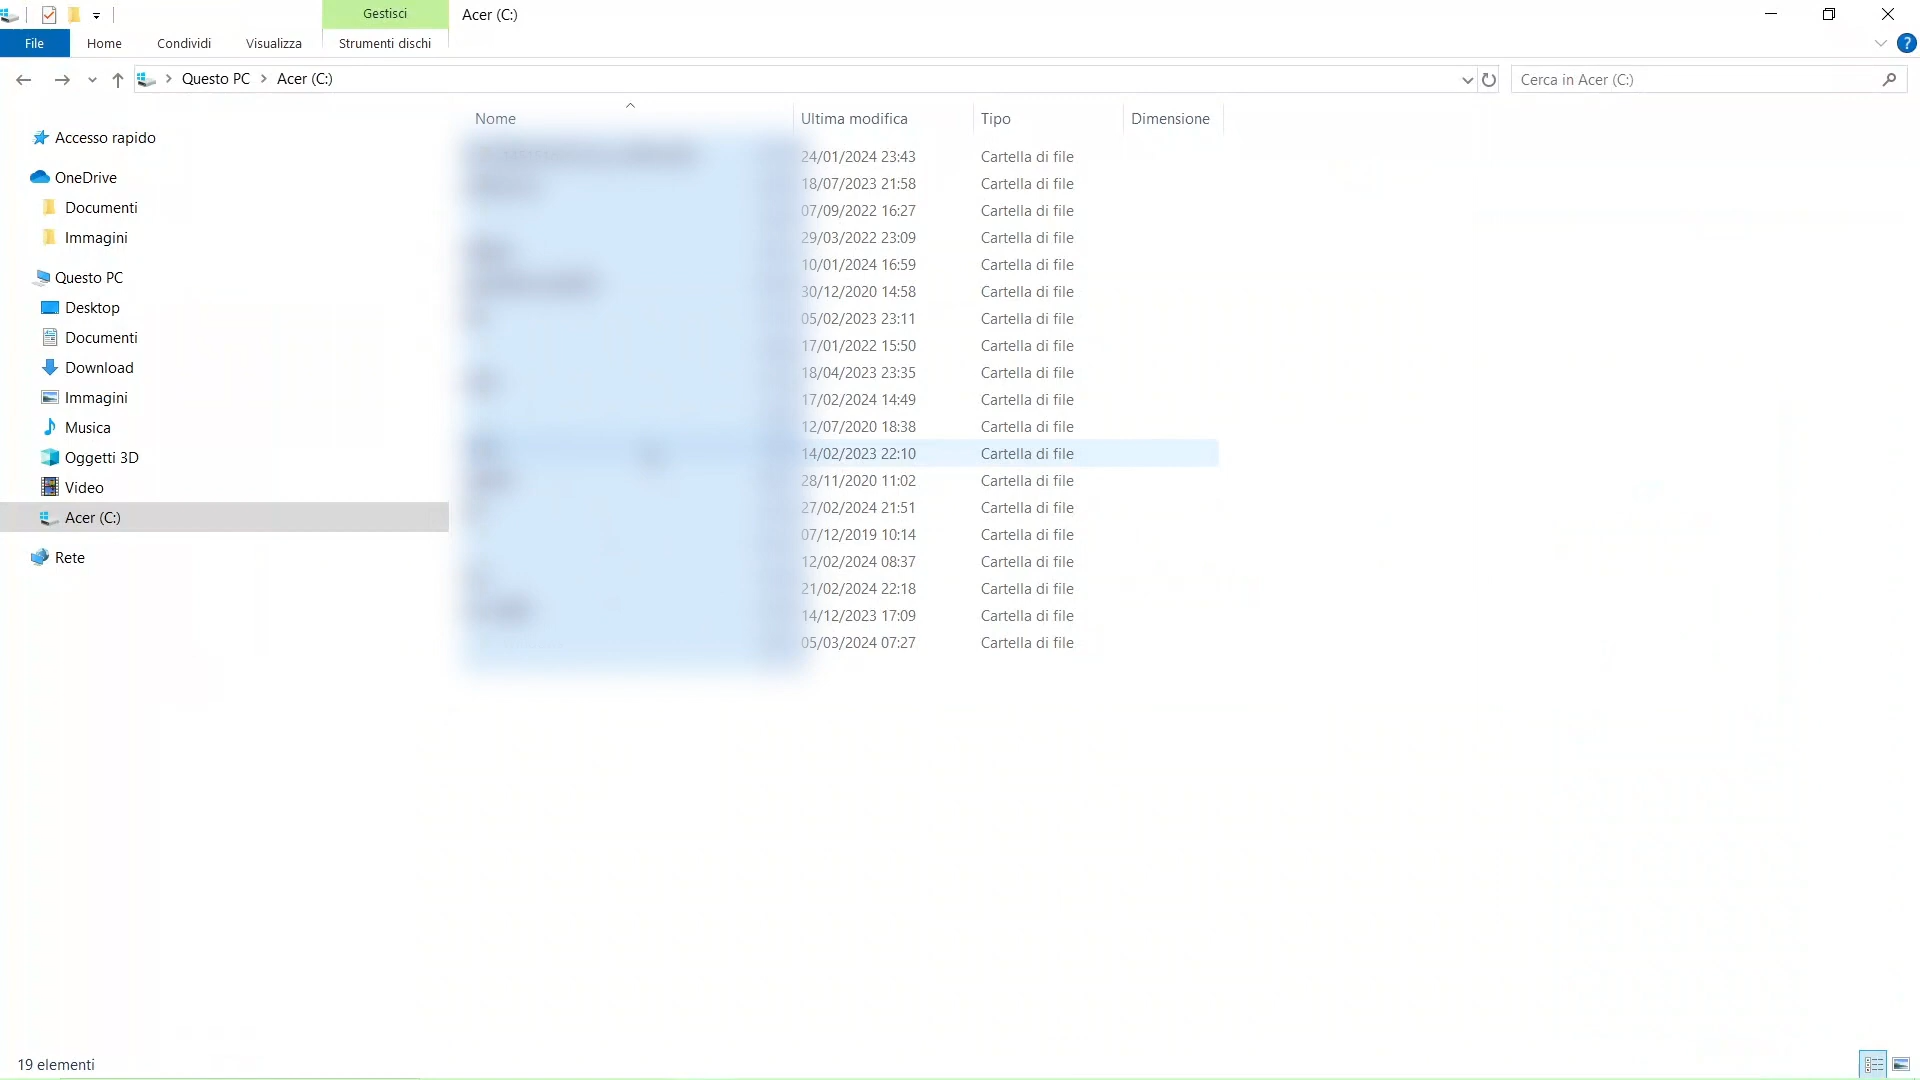 Gestisci
Acer (C:)
File
Home
Condividi
Visualizza
Strumenti dischi
?
Questo PC
Acer (C:)
Cerca in Acer (C:)
Accesso rapido
OneDrive
Documenti
Immagini
Questo PC
Desktop
Documenti
Download
Immagini
Musica
Oggetti 3D
Video
Acer (C:)
Rete
Nome Ultima modifica Tipo Dimensione
24/01/2024 23:43 Cartella di file
18/07/2023 21:58 Cartella di file
07/09/2022 16:27 Cartella di file
29/03/2022 23:09 Cartella di file
10/01/2024 16:59 Cartella di file
30/12/2020 14:58 Cartella di file
05/02/2023 23:11 Cartella di file
17/01/2022 15:50 Cartella di file
18/04/2023 23:35 Cartella di file
17/02/2024 14:49 Cartella di file
12/07/2020 18:38 Cartella di file
14/02/2023 22:10 Cartella di file
28/11/2020 11:02 Cartella di file
27/02/2024 21:51 Cartella di file
07/12/2019 10:14 Cartella di file
12/02/2024 08:37 Cartella di file
21/02/2024 22:18 Cartella di file
14/12/2023 17:09 Cartella di file
05/03/2024 07:27 Cartella di file
19 elementi